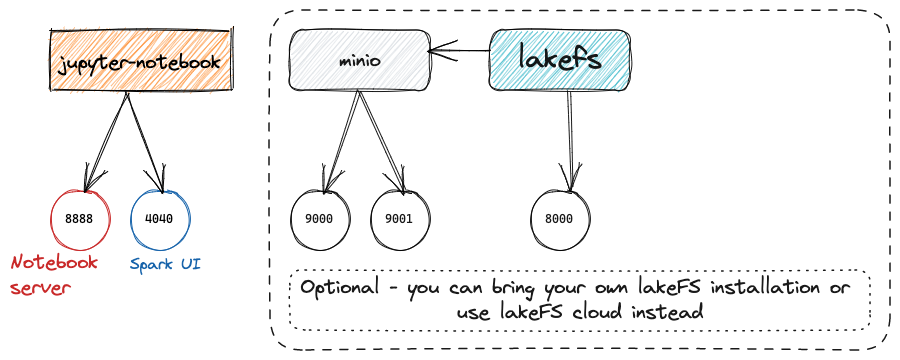 jupyter-notebook
minio
lakefs
8888
4040
9000
9001
8000
Notebook
server
Spark UI
Optional - you can bring your own lakeFS installation or
use lakeFS cloud instead